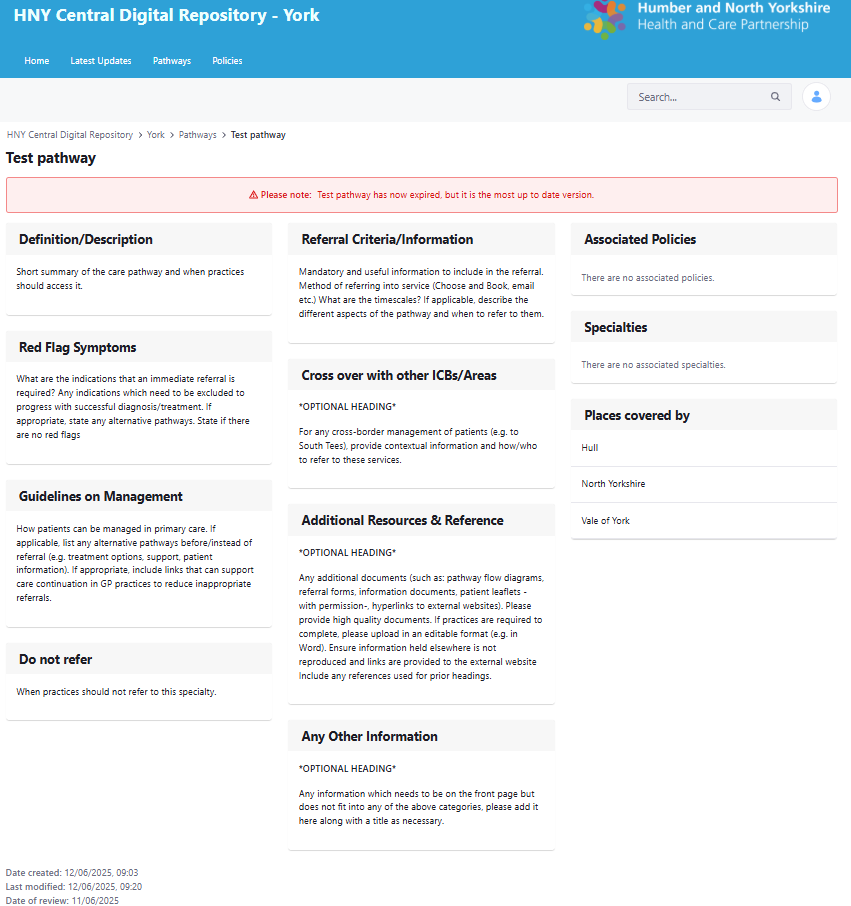 HNY Central Digital Repository - York
Humber and North Yorkshire
Health and Care Partnership
Home
Latest Updates
Pathways
Policies
Search...
HNY Central Digital Repository > York > Pathways > Test pathway
Test pathway
Please note: Test pathway has now expired, but it is the most up to date version.
Definition/Description
Short summary of the care pathway and when practices
should access it.
Red Flag Symptoms
What are the indications that an immediate referral is
required? Any indications which need to be excluded to
progress with successful diagnosis/treatment. If
appropriate, state any alternative pathways. State if there
are no red flags
Guidelines on Management
How patients can be managed in primary care. If
applicable, list any alternative pathways before/instead of
referral (e.g. treatment options, support, patient
information). If appropriate, include links that can support
care continuation in GP practices to reduce inappropriate
referrals.
Do not refer
When practices should not refer to this specialty.
Referral Criteria/Information
Mandatory and useful information to include in the referral.
Method of referring into service (Choose and Book, email
etc.) What are the timescales? If applicable, describe the
different aspects of the pathway and when to refer to them.
Cross over with other ICBs/Areas
*OPTIONAL HEADING*
For any cross-border management of patients (e.g. to
South Tees), provide contextual information and how/who
to refer to these services.
Additional Resources & Reference
*OPTIONAL HEADING*
Any additional documents (such as: pathway flow diagrams,
referral forms, information documents, patient leaflets -
with permission-, hyperlinks to external websites). Please
provide high quality documents. If practices are required to
complete, please upload in an editable format (e.g. in
Word). Ensure information held elsewhere is not
reproduced and links are provided to the external website
Include any references used for prior headings.
Any Other Information
*OPTIONAL HEADING*
Any information which needs to be on the front page but
does not fit into any of the above categories, please add it
here along with a title as necessary.
Associated Policies
There are no associated policies.
Specialties
There are no associated specialties.
Places covered by
Hull
North Yorkshire
Vale of York
Date created: 12/06/2025, 09:03
Last modified: 12/06/2025, 09:20
Date of review: 11/06/2025